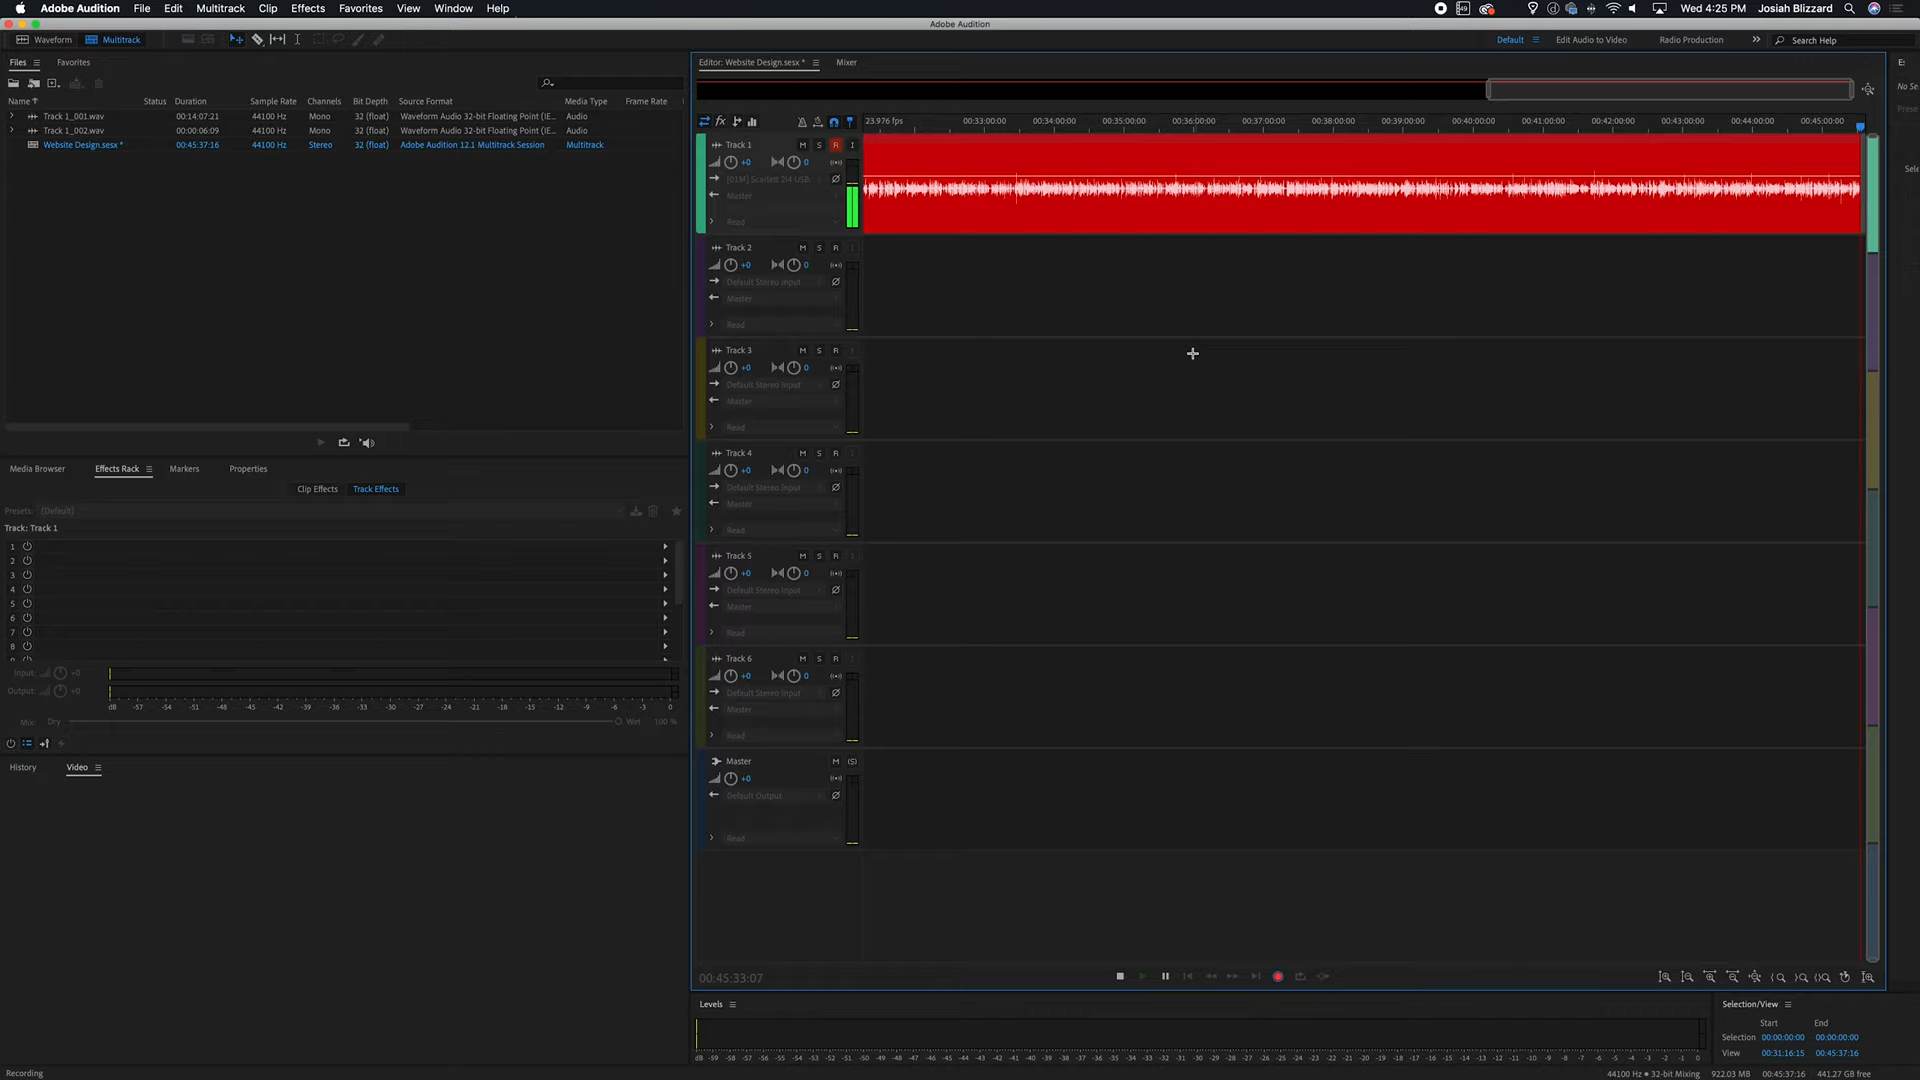 Adobe Audition File Edit Multitrack Clip Effects Favorites View Window Help Wed 4:25 PM Josiah Blizzard
Adobe Audition
Waveform Multitrack Default Edit Audio to Video Radio Production Search Help
Files Favorites
Name Status Duration Sample Rate Channels Bit Depth Source Format Media Type Frame Rate
Track 1_001.wav 00:14:07:21 44100 Hz Mono 32 (float) Waveform Audio 32-bit Floating Point (IE... Audio
Track 1_002.wav 00:00:06:09 44100 Hz Mono 32 (float) Waveform Audio 32-bit Floating Point (IE... Audio
Website Design.sesx * 00:45:37:16 44100 Hz Stereo 32 (float) Adobe Audition 12.1 Multitrack Session Multitrack
Media Browser Effects Rack Markers Properties
Clip Effects Track Effects
Presets: (Default)
Track: Track 1
1
2
3
4
5
6
7
8
Input: +0
Output: +0
dB -57 -54 -51 -48 -45 -42 -39 -36 -33 -30 -27 -24 -21 -18 -15 -12 -9 -6 -3 0
Mix: Dry Wet 100 %
History Video
Editor: Website Design.sesx * Mixer
23.976 fps 00:33:00:00 00:34:00:00 00:35:00:00 00:36:00:00 00:37:00:00 00:38:00:00 00:39:00:00 00:40:00:00 00:41:00:00 00:42:00:00 00:43:00:00 00:44:00:00 00:45:00:00
Track 1 M S R I
+0 0
[01M] Scarlett 2i4 USB
Master
Read
Track 2 M S R I
+0 0
Default Stereo Input
Master
Read
Track 3 M S R I
+0 0
Default Stereo Input
Master
Read
Track 4 M S R I
+0 0
Default Stereo Input
Master
Read
Track 5 M S R I
+0 0
Default Stereo Input
Master
Read
Track 6 M S R I
+0 0
Default Stereo Input
Master
Read
Master M (S)
+0
Default Output
Read
00:45:33:07
Levels
dB -59 -58 -57 -56 -55 -54 -53 -52 -51 -50 -49 -48 -47 -46 -45 -44 -43 -42 -41 -40 -39 -38 -37 -36 -35 -34 -33 -32 -31 -30 -29 -28 -27 -26 -25 -24 -23 -22 -21 -20 -19 -18 -17 -16 -15 -14 -13 -12 -11 -10 -9 -8 -7 -6 -5 -4 -3 -2 -1 0
Selection/View
Start End
Selection 00:00:00:00 00:00:00:00
View 00:31:16:15 00:45:37:16
Recording 44100 Hz • 32-bit Mixing 922.03 MB 00:45:37:16 441.27 GB free